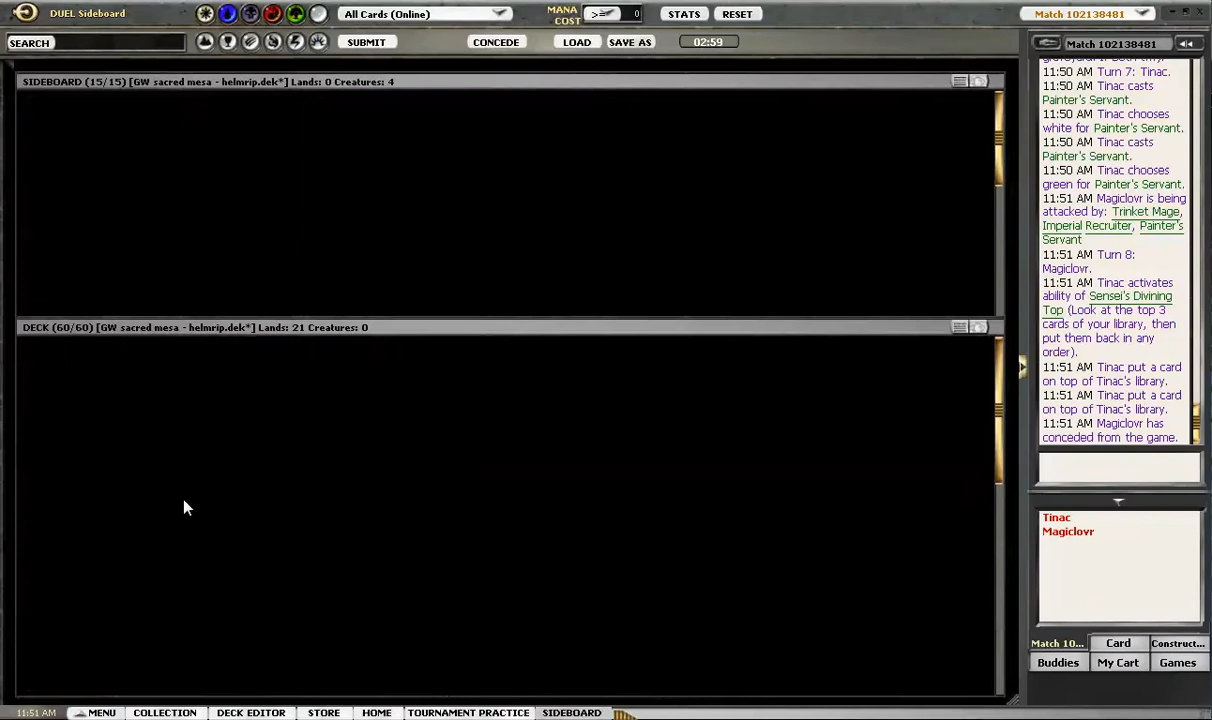 DUEL Sideboard
All Cards (Online)
MANA COST
>=
0
STATS
RESET
Match 102138481
SEARCH
SUBMIT
CONCEDE
LOAD
SAVE AS
02:59
Match 102138481
SIDEBOARD (15/15) [GW sacred mesa - helmrip.dek*] Lands: 0 Creatures: 4
DECK (60/60) [GW sacred mesa - helmrip.dek*] Lands: 21 Creatures: 0
11:50 AM Turn 7: Tinac.
11:50 AM Tinac casts
Painter's Servant.
11:50 AM Tinac chooses
white for Painter's Servant.
11:50 AM Tinac casts
Painter's Servant.
11:50 AM Tinac chooses
green for Painter's Servant.
11:51 AM Magiclovr is being
attacked by: Trinket Mage,
Imperial Recruiter, Painter's
Servant
11:51 AM Turn 8:
Magiclovr.
11:51 AM Tinac activates
ability of Sensei's Divining
Top (Look at the top 3
cards of your library, then
put them back in any
order).
11:51 AM Tinac put a card
on top of Tinac's library.
11:51 AM Tinac put a card
on top of Tinac's library.
11:51 AM Magiclovr has
conceded from the game.
Tinac
Magiclovr
Match 10...
Card
Construct...
Buddies
My Cart
Games
11:51 AM
MENU
COLLECTION
DECK EDITOR
STORE
HOME
TOURNAMENT PRACTICE
SIDEBOARD